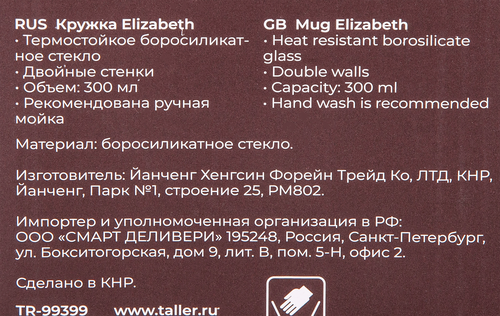 RUS Кружка Elizabeth
· Термостойкое боросиликат-
ное стекло
· Двойные стенки
· Объем: 300 мл
· Рекомендована ручная
мойка
GB Mug Elizabeth
· Heat resistant borosilicate
glass
· Double walls
· Capacity: 300 ml
· Hand wash is recommended
Материал: боросиликатное стекло.
Изготовитель: Йанченг Хенгсин Форейн Трейд Ко, ЛТД, КНР,
Йанченг, Парк №1, строение 25, РМ802.
Импортер и уполномоченная организация в РФ:
ООО «СМАРТ ДЕЛИВЕРИ» 195248, Россия, Санкт-Петербург,
ул. Бокситогорская, дом 9, лит. В, пом. 5-Н, офис 2.
Сделано в КНР.
TR-99399 www.taller.ru